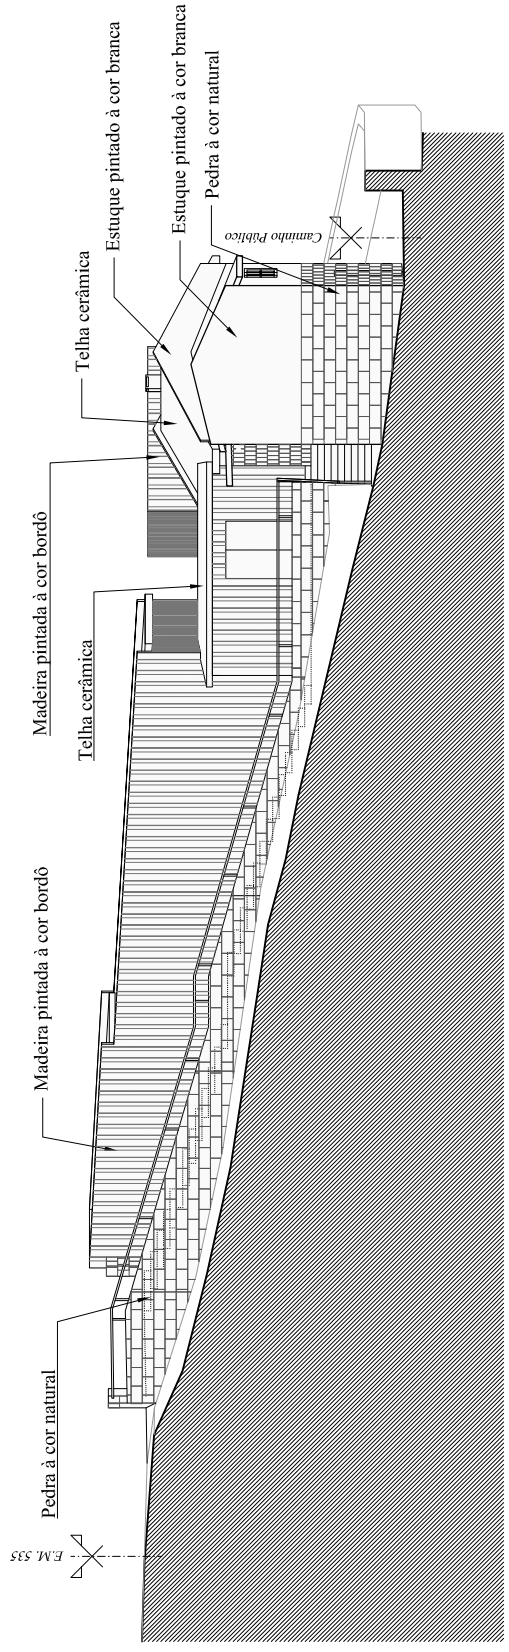 E.M. 535
Pedra à cor natural
Madeira pintada à cor bordô
Madeira pintada à cor bordô
Telha cerâmica
Telha cerâmica
Estuque pintado à cor branca
Estuque pintado à cor branca
Pedra à cor natural
Caminho Público